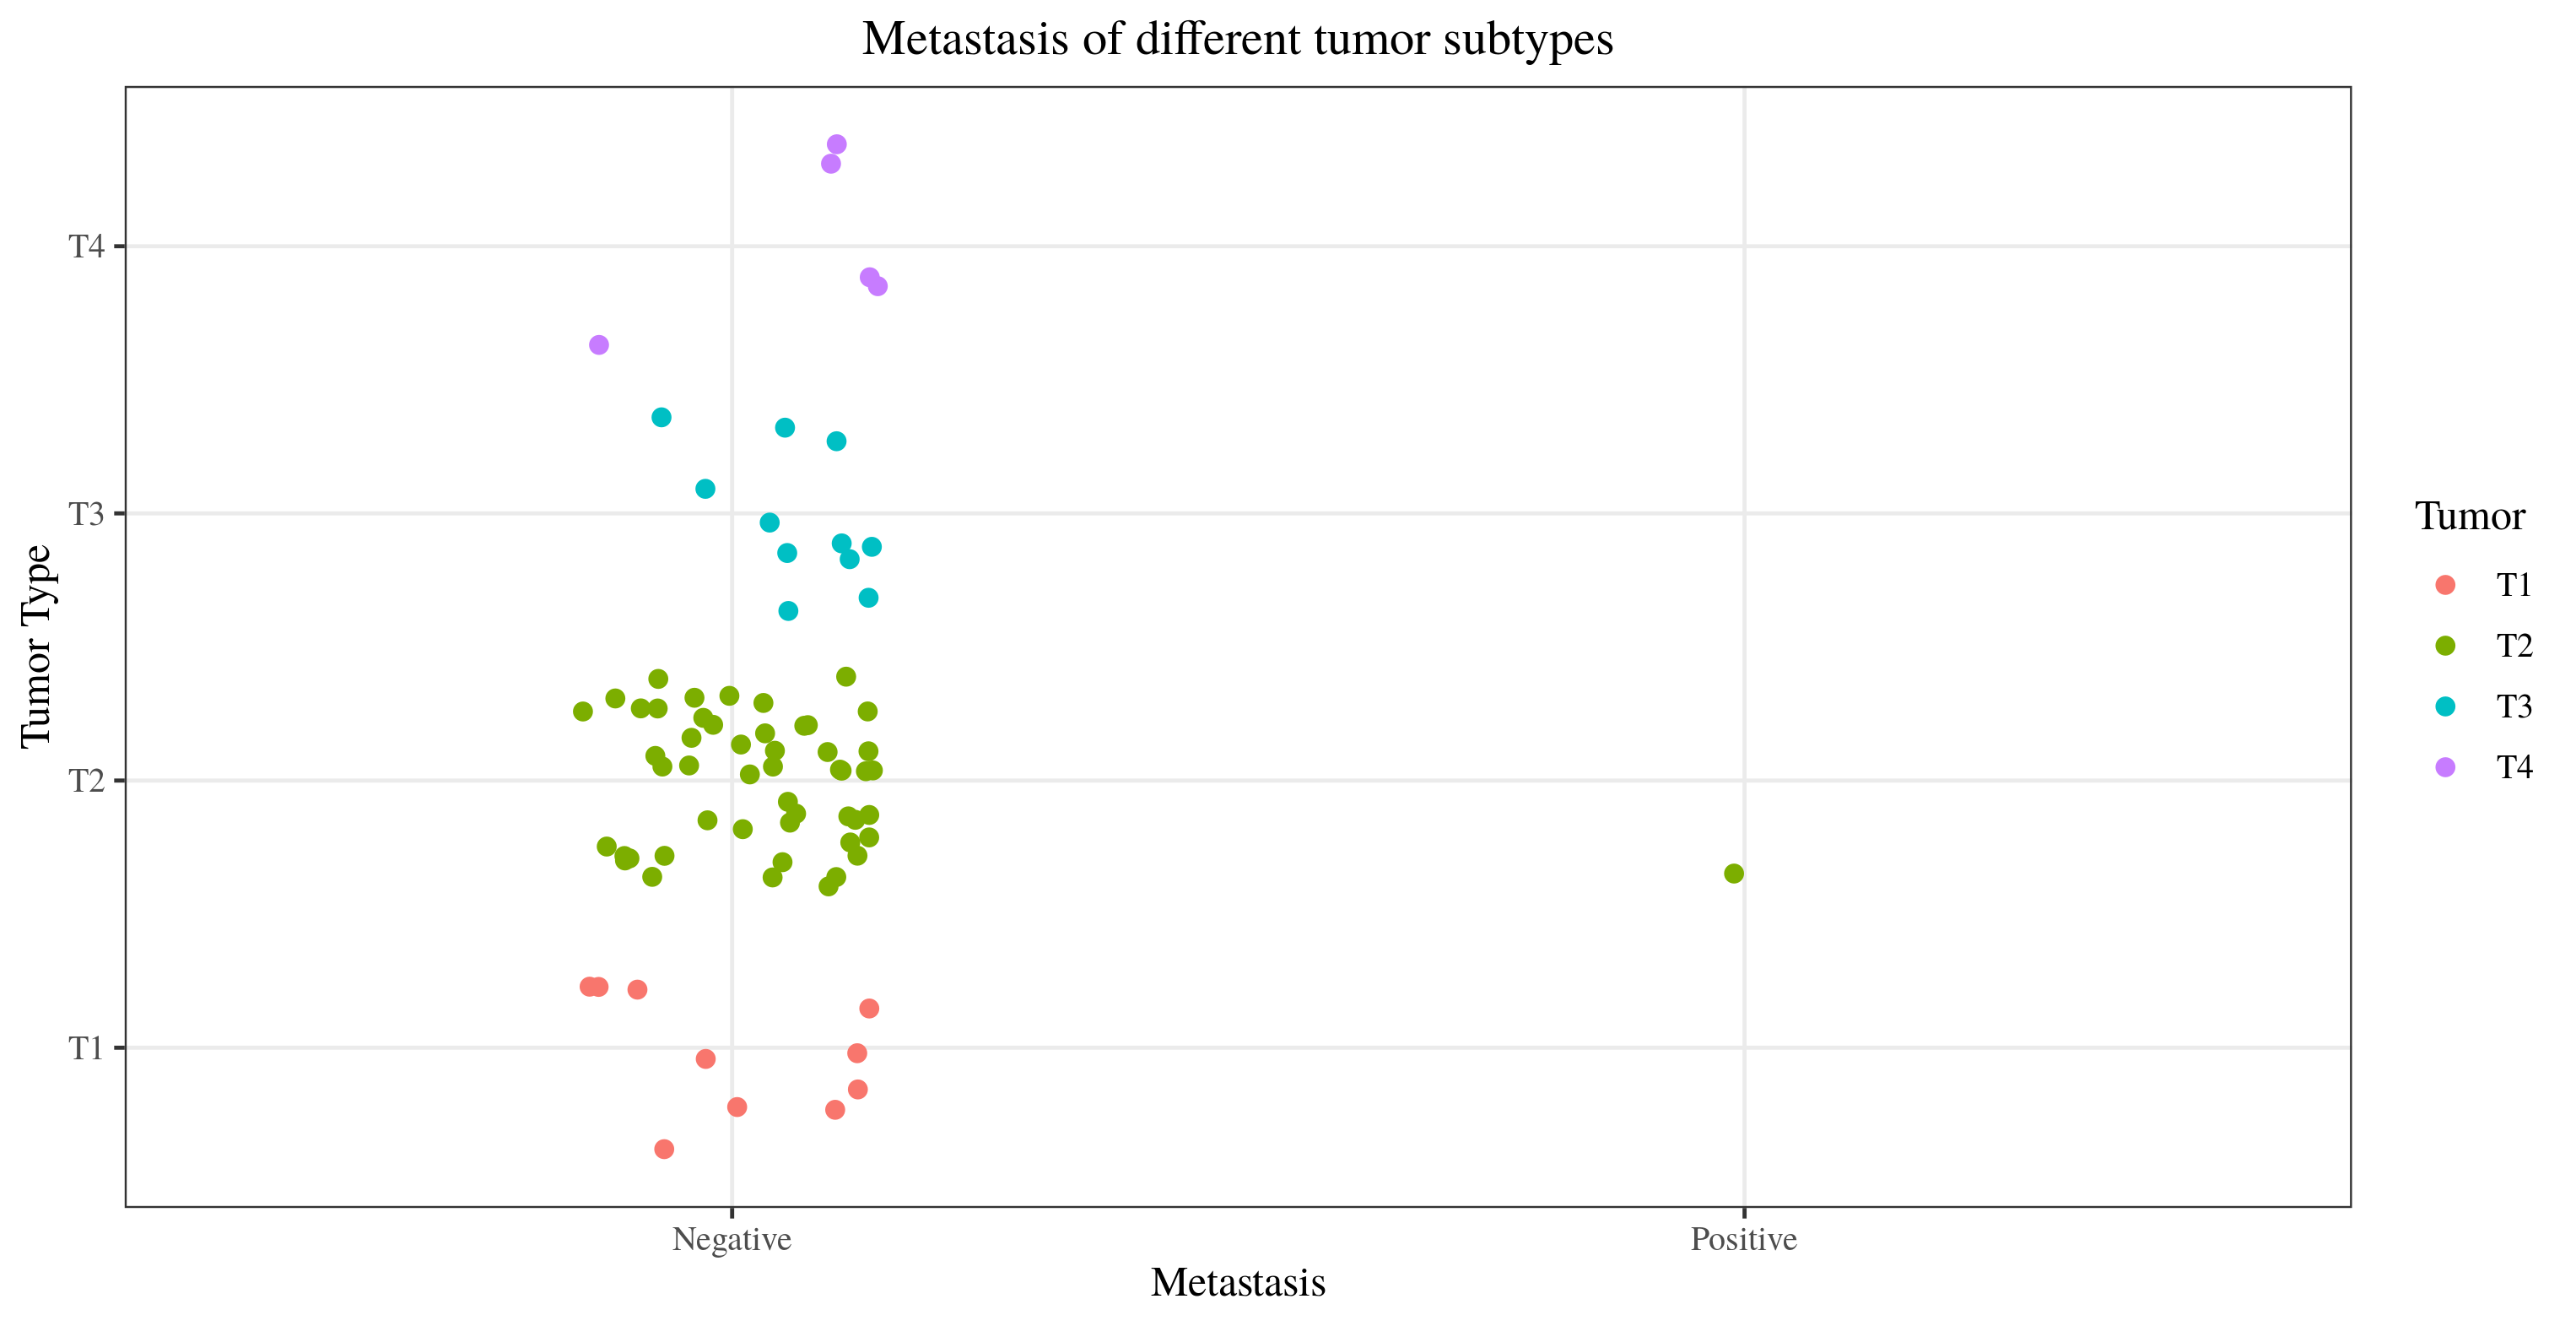 Metastasis of different tumor subtypes
Tumor Type
T4
T3
T2
T1
Negative
Positive
Metastasis
Tumor
T1
T2
T3
T4